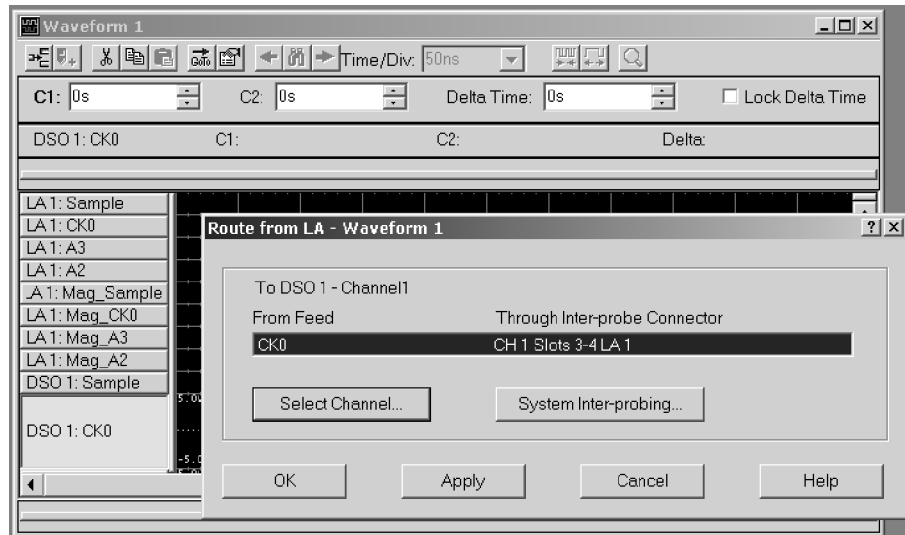 Waveform 1
Goto Time/Div: 50ns
C1: 0s C2: 0s Delta Time: 0s Lock Delta Time
DSO 1: CK0 C1: C2: Delta:
LA 1: Sample
LA 1: CK0
LA 1: A3
LA 1: A2
A 1: Mag_Sample
LA 1: Mag_CK0
LA 1: Mag_A3
LA 1: Mag_A2
DSO 1: Sample
DSO 1: CK0
Route from LA - Waveform 1
To DSO 1 - Channel1
From Feed Through Inter-probe Connector
CK0 CH 1 Slots 3-4 LA 1
Select Channel... System Inter-probing...
OK Apply Cancel Help